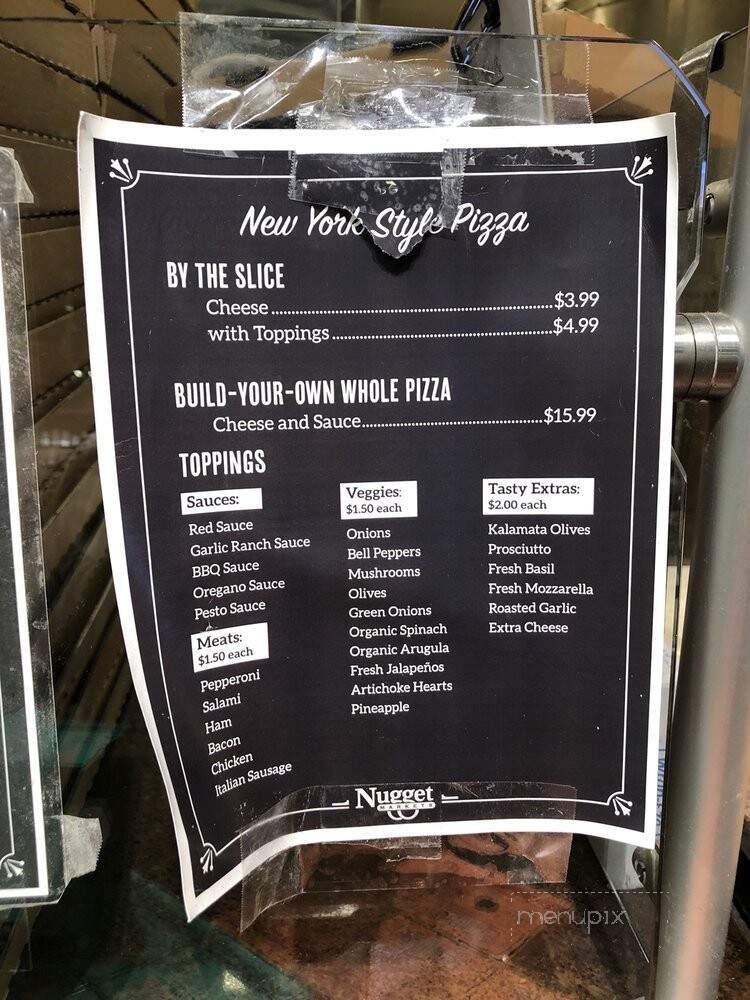 New York Style Pizza
BY THE SLICE
Cheese..........$3.99
with Toppings..........$4.99
BUILD-YOUR-OWN WHOLE PIZZA
Cheese and Sauce..........$15.99
TOPPINGS
Sauces:
Red Sauce
Garlic Ranch Sauce
BBQ Sauce
Oregano Sauce
Pesto Sauce
Meats:
$1.50 each
Pepperoni
Salami
Ham
Bacon
Chicken
Italian Sausage
Veggies:
$1.50 each
Onions
Bell Peppers
Mushrooms
Olives
Green Onions
Organic Spinach
Organic Arugula
Fresh Jalapeños
Artichoke Hearts
Pineapple
Tasty Extras:
$2.00 each
Kalamata Olives
Prosciutto
Fresh Basil
Fresh Mozzarella
Roasted Garlic
Extra Cheese
Nugget
MARKETS
menupix